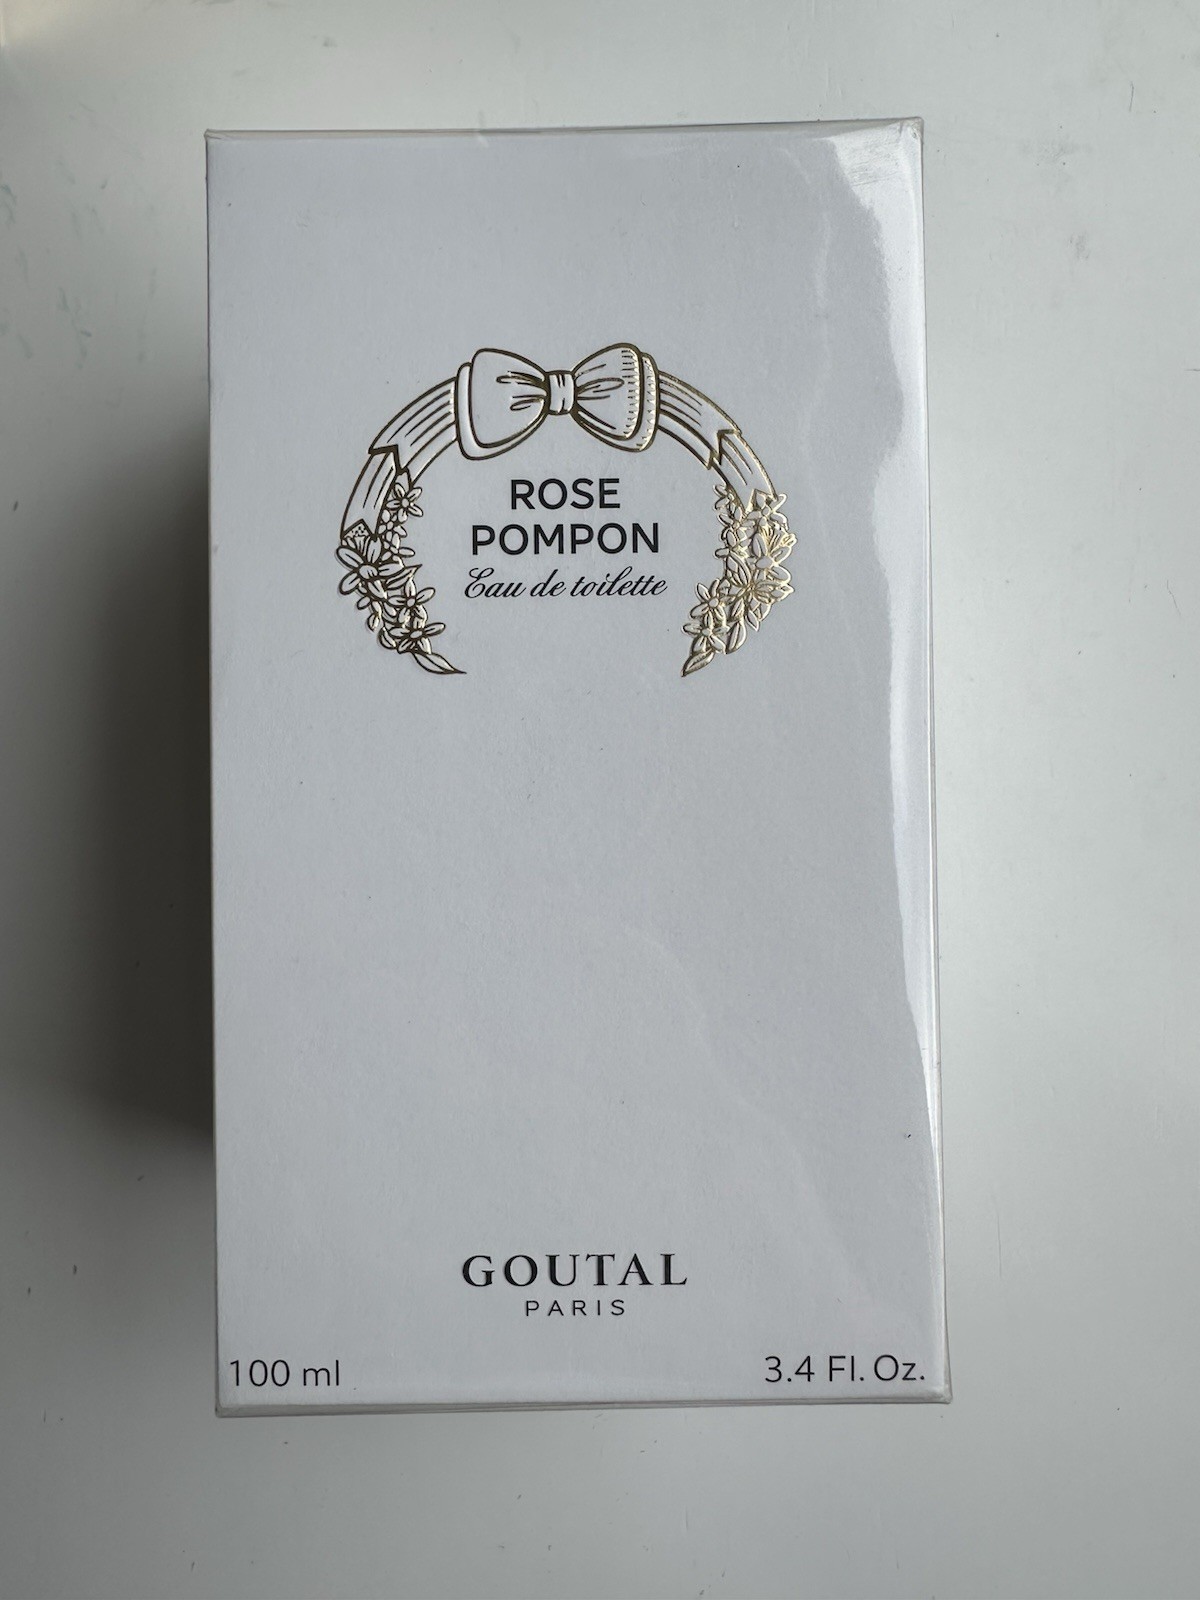 ROSE
POMPON
Eau de toilette
GOUTAL
PARIS
100 ml
3.4 Fl. Oz.